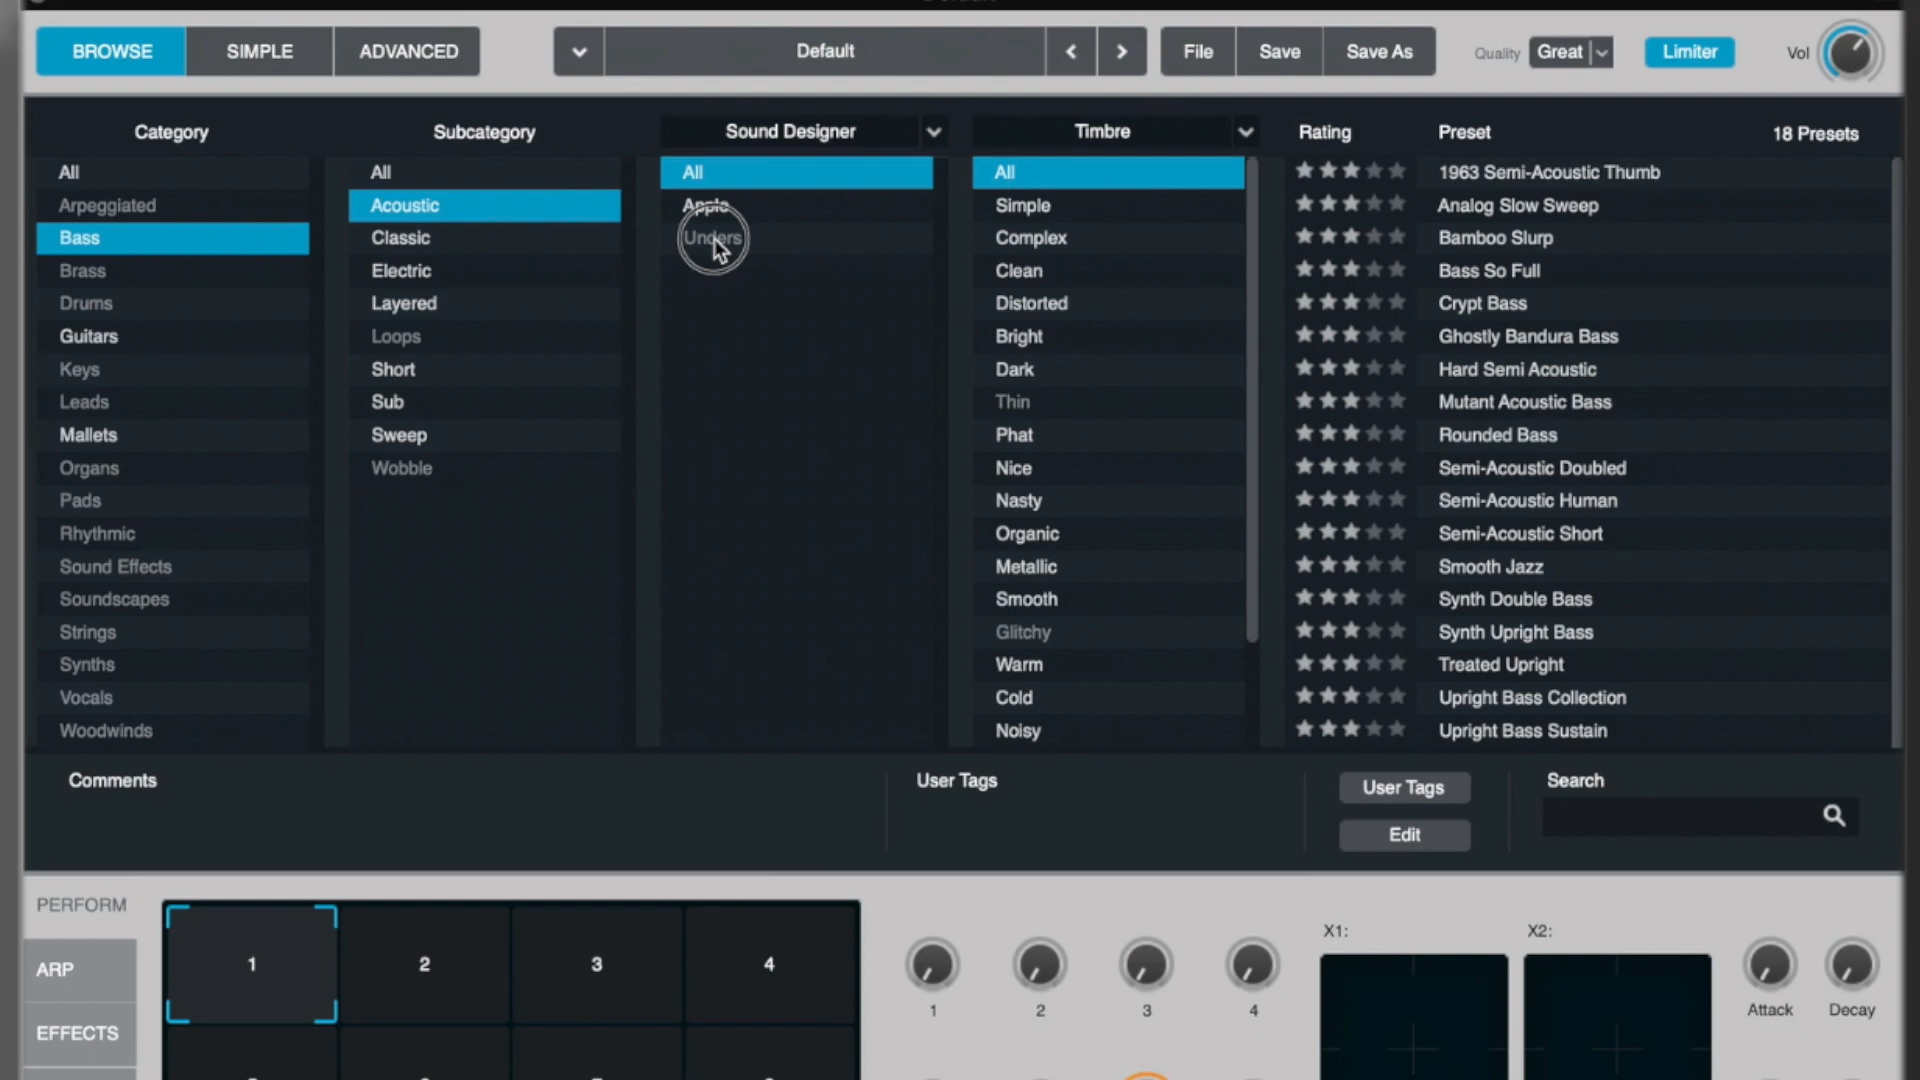 BROWSE SIMPLE ADVANCED Default File Save Save As Quality Great Limiter Vol
Category Subcategory Sound Designer Timbre Rating Preset 18 Presets
All All All All 1963 Semi-Acoustic Thumb
Arpeggiated Acoustic Apple Simple Analog Slow Sweep
Bass Classic Unders Complex Bamboo Slurp
Brass Electric Clean Bass So Full
Drums Layered Distorted Crypt Bass
Guitars Loops Bright Ghostly Bandura Bass
Keys Short Dark Hard Semi Acoustic
Leads Sub Thin Mutant Acoustic Bass
Mallets Sweep Phat Rounded Bass
Organs Wobble Nice Semi-Acoustic Doubled
Pads Nasty Semi-Acoustic Human
Rhythmic Organic Semi-Acoustic Short
Sound Effects Metallic Smooth Jazz
Soundscapes Smooth Synth Double Bass
Strings Glitchy Synth Upright Bass
Synths Warm Treated Upright
Vocals Cold Upright Bass Collection
Woodwinds Noisy Upright Bass Sustain
Comments User Tags User Tags Search
Edit
PERFORM
X1: X2:
ARP 1 2 3 4
1 2 3 4 Attack Decay
EFFECTS